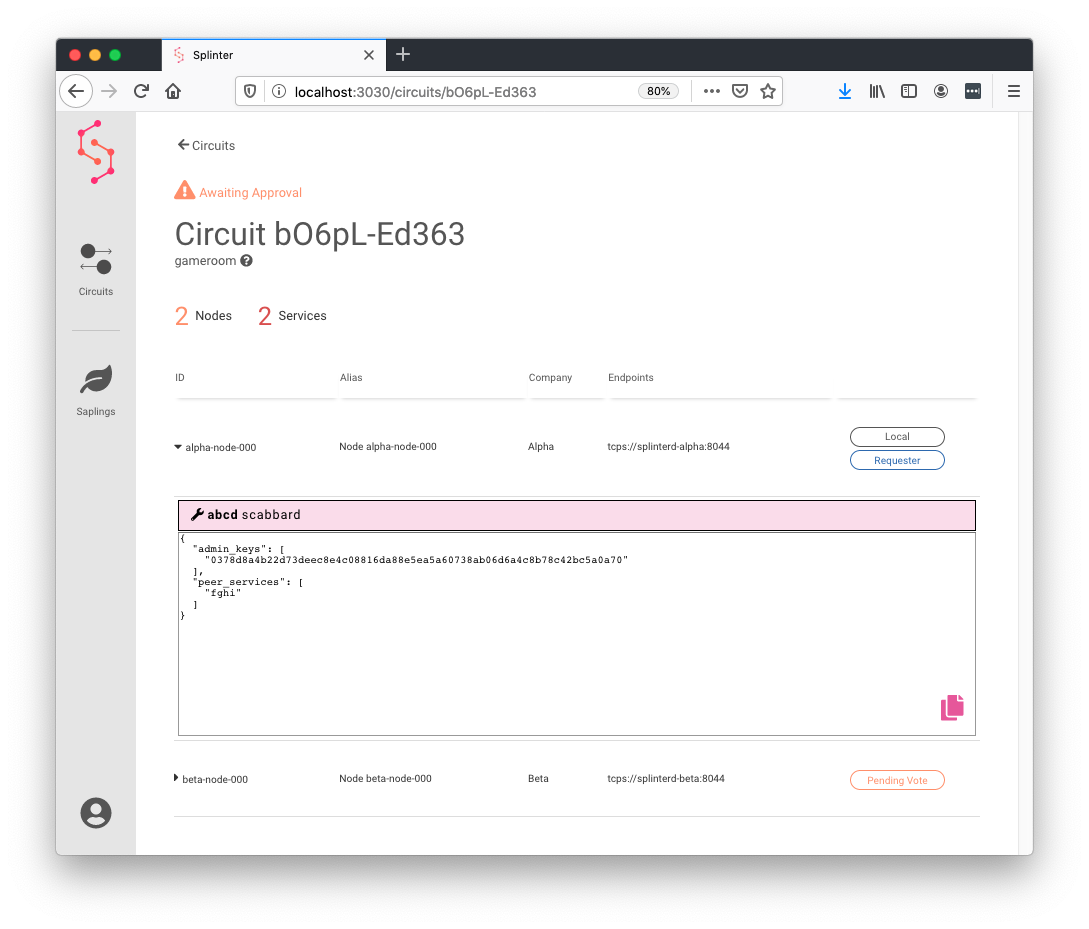 Splinter
localhost:3030/circuits/bO6pL-Ed363
80%
Circuits
Awaiting Approval
Circuit bO6pL-Ed363
gameroom
2 Nodes 2 Services
Circuits
Saplings
ID Alias Company Endpoints
alpha-node-000 Node alpha-node-000 Alpha tcps://splinterd-alpha:8044 Local
Requester
abcd scabbard
{
"admin_keys": [
"0378d8a4b22d73deec8e4c08816da88e5ea5a60738ab06d6a4c8b78c42bc5a0a70"
],
"peer_services": [
"fghi"
]
}
beta-node-000 Node beta-node-000 Beta tcps://splinterd-beta:8044 Pending Vote